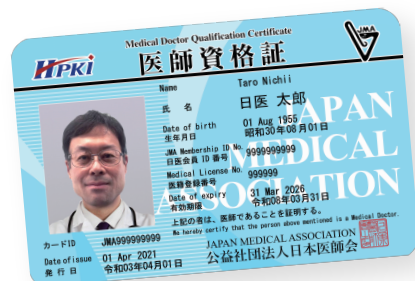 HPKI
Medical Doctor Qualification Certificate
医師資格証
JMA
Name Taro Nichii
氏 名 日医 太郎
Date of birth 01 Aug 1955
生年月日 昭和30年08月01日
JMA Membership ID No.
日医会員 ID 番号 9999999999
Medical License No.
医籍登録番号 999999
Date of expiry 31 Mar 2026
有効期限 令和08年03月31日
上記の者は、医師であることを証明する。
We hereby certify that the person above mentioned is a Medical Doctor.
JAPAN
MEDICAL
ASSOCIATION
カードID JMA999999999
Date of issue 01 Apr 2021
発 行 日 令和03年04月01日
JAPAN MEDICAL ASSOCIATION
公益社団法人日本医師会